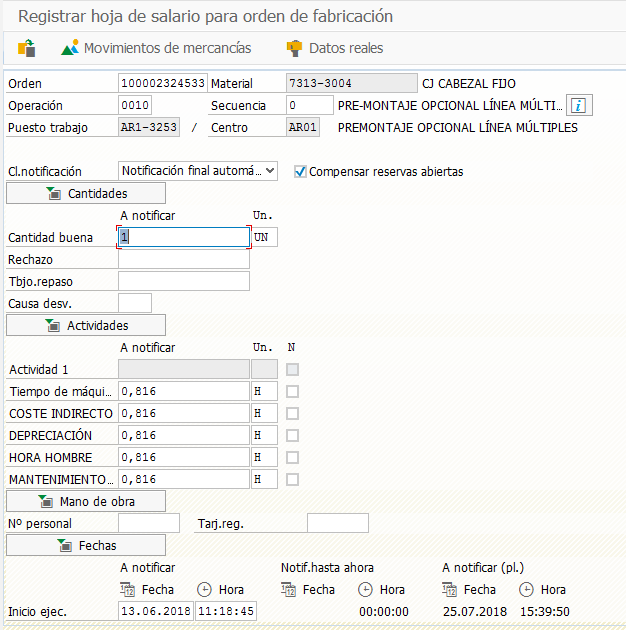 Registrar hoja de salario para orden de fabricación
Movimientos de mercancías Datos reales
Orden 100002324533 Material 7313-3004 CJ CABEZAL FIJO
Operación 0010 Secuencia 0 PRE-MONTAJE OPCIONAL LÍNEA MÚLTI...
Puesto trabajo AR1-3253 / Centro AR01 PREMONTAJE OPCIONAL LÍNEA MÚLTIPLES
Cl.notificación Notificación final automá... Compensar reservas abiertas
Cantidades
A notificar Un.
Cantidad buena 1 UN
Rechazo
Tbjo.repaso
Causa desv.
Actividades
A notificar Un. N
Actividad 1
Tiempo de máqui... 0,816 H
COSTE INDIRECTO 0,816 H
DEPRECIACIÓN 0,816 H
HORA HOMBRE 0,816 H
MANTENIMIENTO... 0,816 H
Mano de obra
Nº personal Tarj.reg.
Fechas
A notificar Notif.hasta ahora A notificar (pl.)
Fecha Hora Fecha Hora Fecha Hora
Inicio ejec. 13.06.2018 11:18:45 00:00:00 25.07.2018 15:39:50